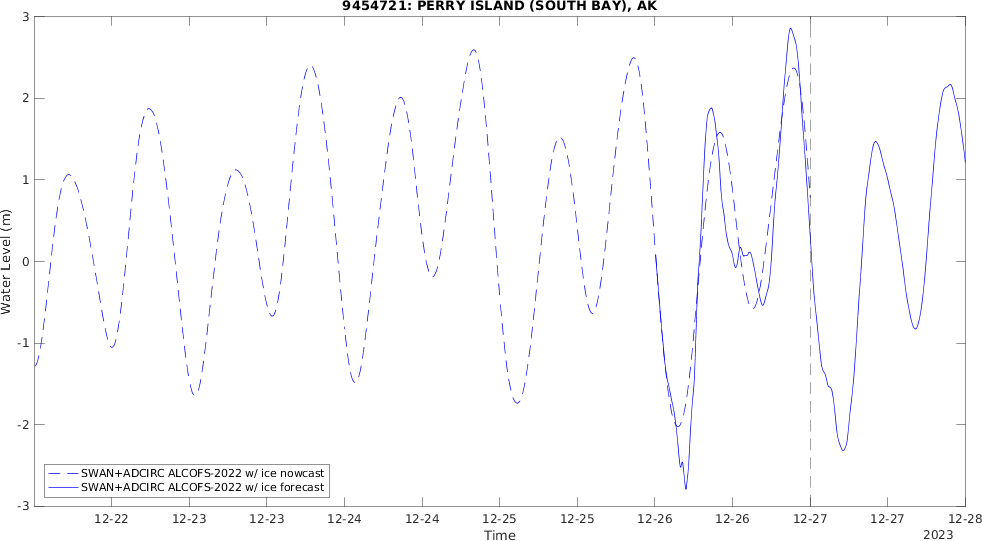 9454721: PERRY ISLAND (SOUTH BAY), AK
3
2
1
0
-1
-2
-3
Water Level (m)
SWAN+ADCIRC ALCOFS-2022 w/ ice nowcast
SWAN+ADCIRC ALCOFS-2022 w/ ice forecast
12-22 12-23 12-23 12-24 12-24 12-25 12-25 12-26 12-26 12-27 12-27 12-28
Time
2023